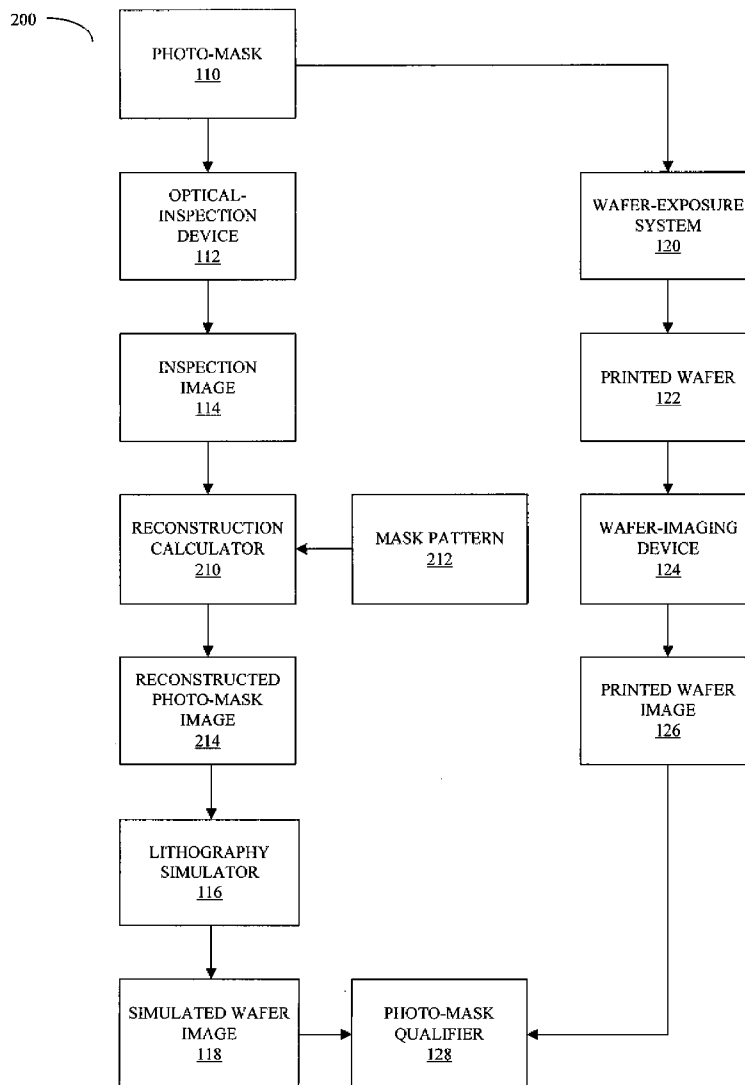 200
PHOTO-MASK
110
OPTICAL-
INSPECTION
DEVICE
112
WAFER-EXPOSURE
SYSTEM
120
INSPECTION
IMAGE
114
PRINTED WAFER
122
RECONSTRUCTION
CALCULATOR
210
MASK PATTERN
212
WAFER-IMAGING
DEVICE
124
RECONSTRUCTED
PHOTO-MASK
IMAGE
214
PRINTED WAFER
IMAGE
126
LITHOGRAPHY
SIMULATOR
116
SIMULATED WAFER
IMAGE
118
PHOTO-MASK
QUALIFIER
128